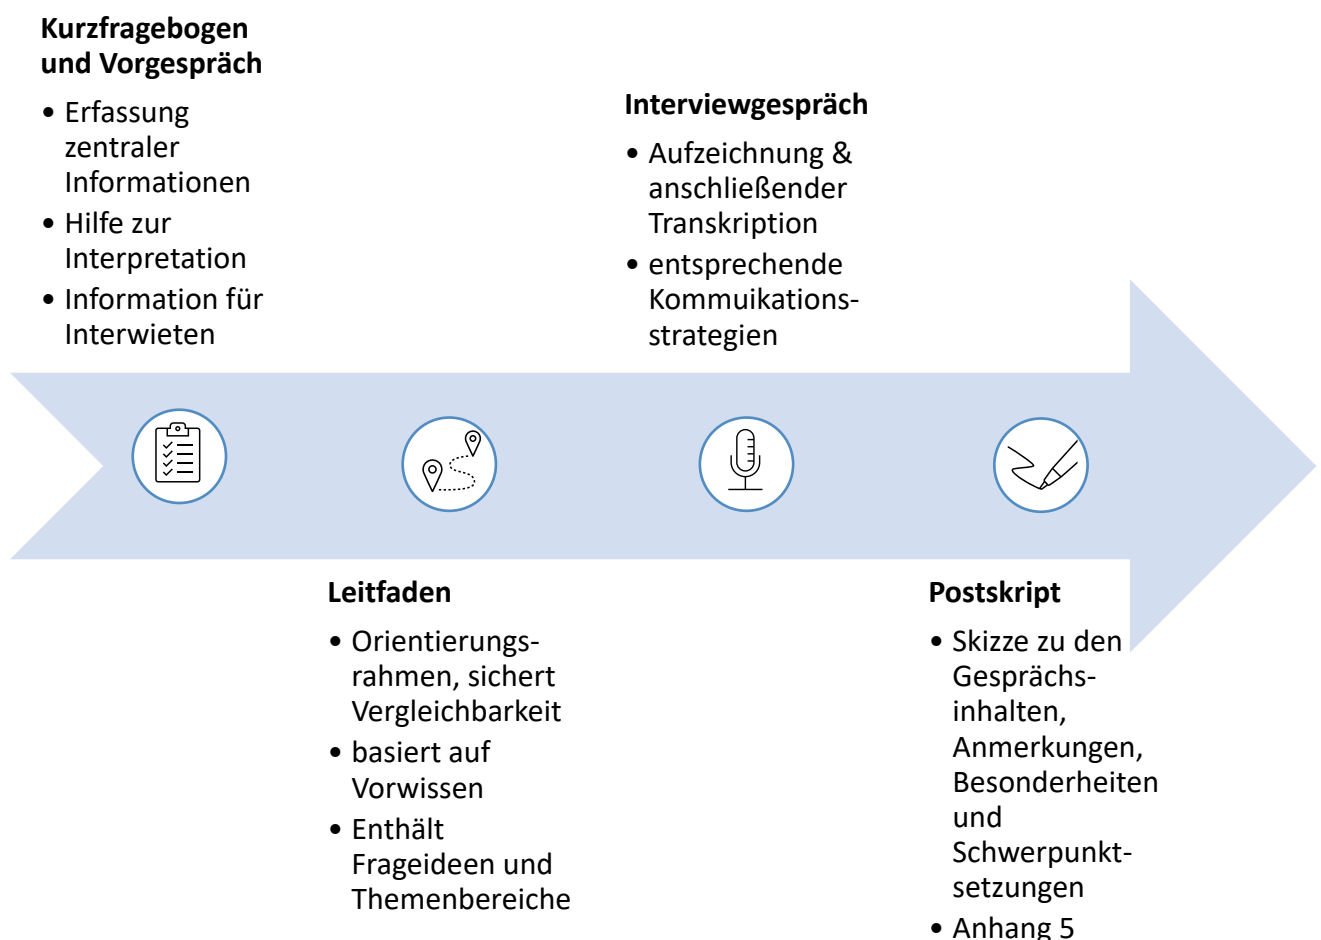 Kurzfragebogen
und Vorgespräch
• Erfassung
zentraler
Informationen
• Hilfe zur
Interpretation
• Information für
Interwieten
Leitfaden
• Orientierungs-
rahmen, sichert
Vergleichbarkeit
• basiert auf
Vorwissen
• Enthält
Frageideen und
Themenbereiche
Interviewgespräch
• Aufzeichnung &
anschließender
Transkription
• entsprechende
Kommuikations-
strategien
Postskript
• Skizze zu den
Gesprächs-
inhalten,
Anmerkungen,
Besonderheiten
und
Schwerpunkt-
setzungen
• Anhang 5